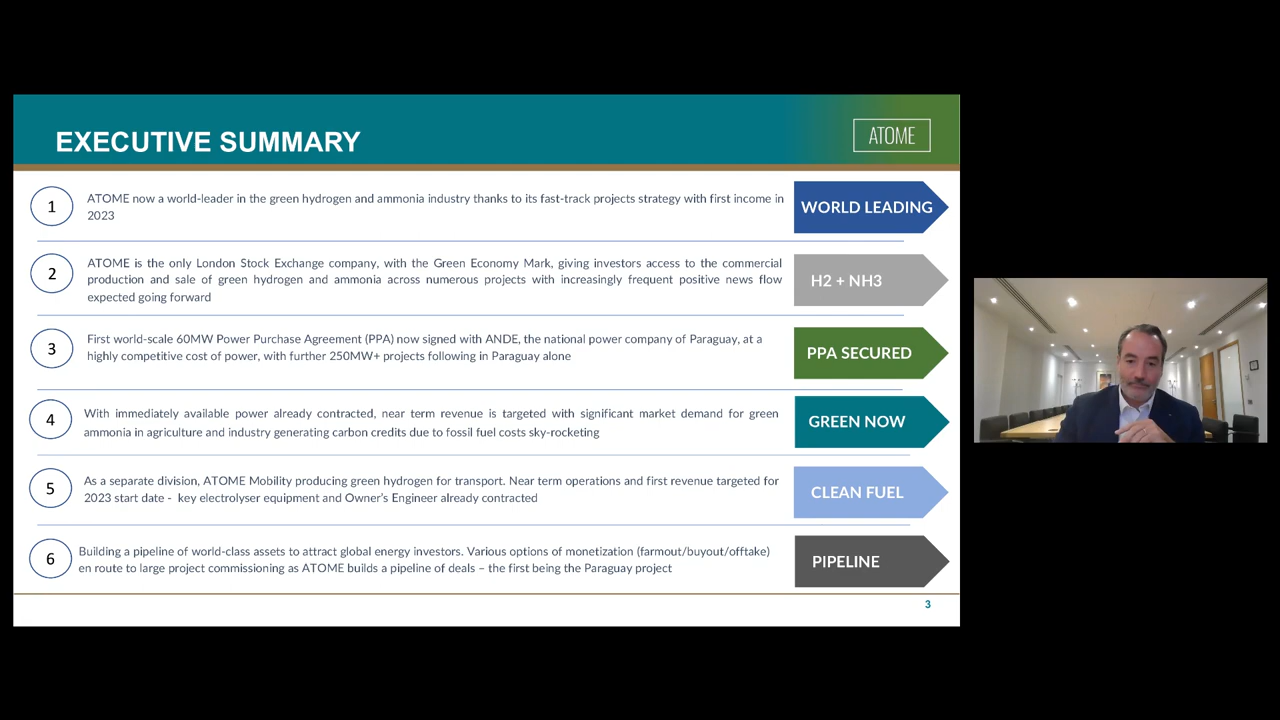 EXECUTIVE SUMMARY
ATOME
1
ATOME now a world-leader in the green hydrogen and ammonia industry thanks to its fast-track projects strategy with first income in
2023
WORLD LEADING
2
ATOME is the only London Stock Exchange company, with the Green Economy Mark, giving investors access to the commercial
production and sale of green hydrogen and ammonia across numerous projects with increasingly frequent positive news flow
expected going forward
H2 + NH3
3
First world-scale 60MW Power Purchase Agreement (PPA) now signed with ANDE, the national power company of Paraguay, at a
highly competitive cost of power, with further 250MW+ projects following in Paraguay alone
PPA SECURED
4
With immediately available power already contracted, near term revenue is targeted with significant market demand for green
ammonia in agriculture and industry generating carbon credits due to fossil fuel costs sky-rocketing
GREEN NOW
5
As a separate division, ATOME Mobility producing green hydrogen for transport. Near term operations and first revenue targeted for
2023 start date - key electrolyser equipment and Owner's Engineer already contracted
CLEAN FUEL
6
Building a pipeline of world-class assets to attract global energy investors. Various options of monetization (farmout/buyout/offtake)
en route to large project commissioning as ATOME builds a pipeline of deals – the first being the Paraguay project
PIPELINE
3